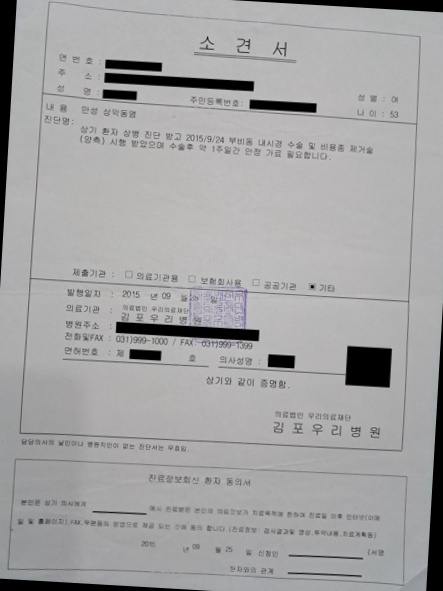 소 견 서
연 번 호 :
주 소 :
성 별 : 여
성 명 :
주민등록번호:
나 이 : 53
내 용 만성 상악동염
진단명:
상기 환자 상병 진단 받고 2015/9/24 부비동 내시경 수술 및 비용종 제거술
(양측) 시행 받았으며 수술후 약 1주일간 안정 가료 필요합니다.
제출기관 : □ 의료기관용 □ 보험회사용 □ 공공기관 ▣ 기타
발행일자 : 2015 년 09 월 일
의료기관 : 의료법인 우리의료재단
김 포 우 리 병 원
병원주소 :
전화및FAX : 031)999-1000 / FAX : 031)999-1399
면허번호 : 제 호 의사성명 :
상기와 같이 증명함.
의료법인 우리의료재단
김 포 우 리 병 원
담당의사의 날인이나 병원직인이 없는 진단서는 무효임.
진료정보회신 환자 동의서
본인은 상기 의사에게 에서 진료받은 본인의 의료정보가 치료목적에 한하여 진료일 이후 인터넷(이메
일 및 홈페이지),FAX,우편등의 방법으로 제공 되는 것에 동의 합니다.(진료정보: 검사결과및 영상,투약내용,치료계획등)
2015 년 09 월 25 일 신청인 (서명
환자와의 관계